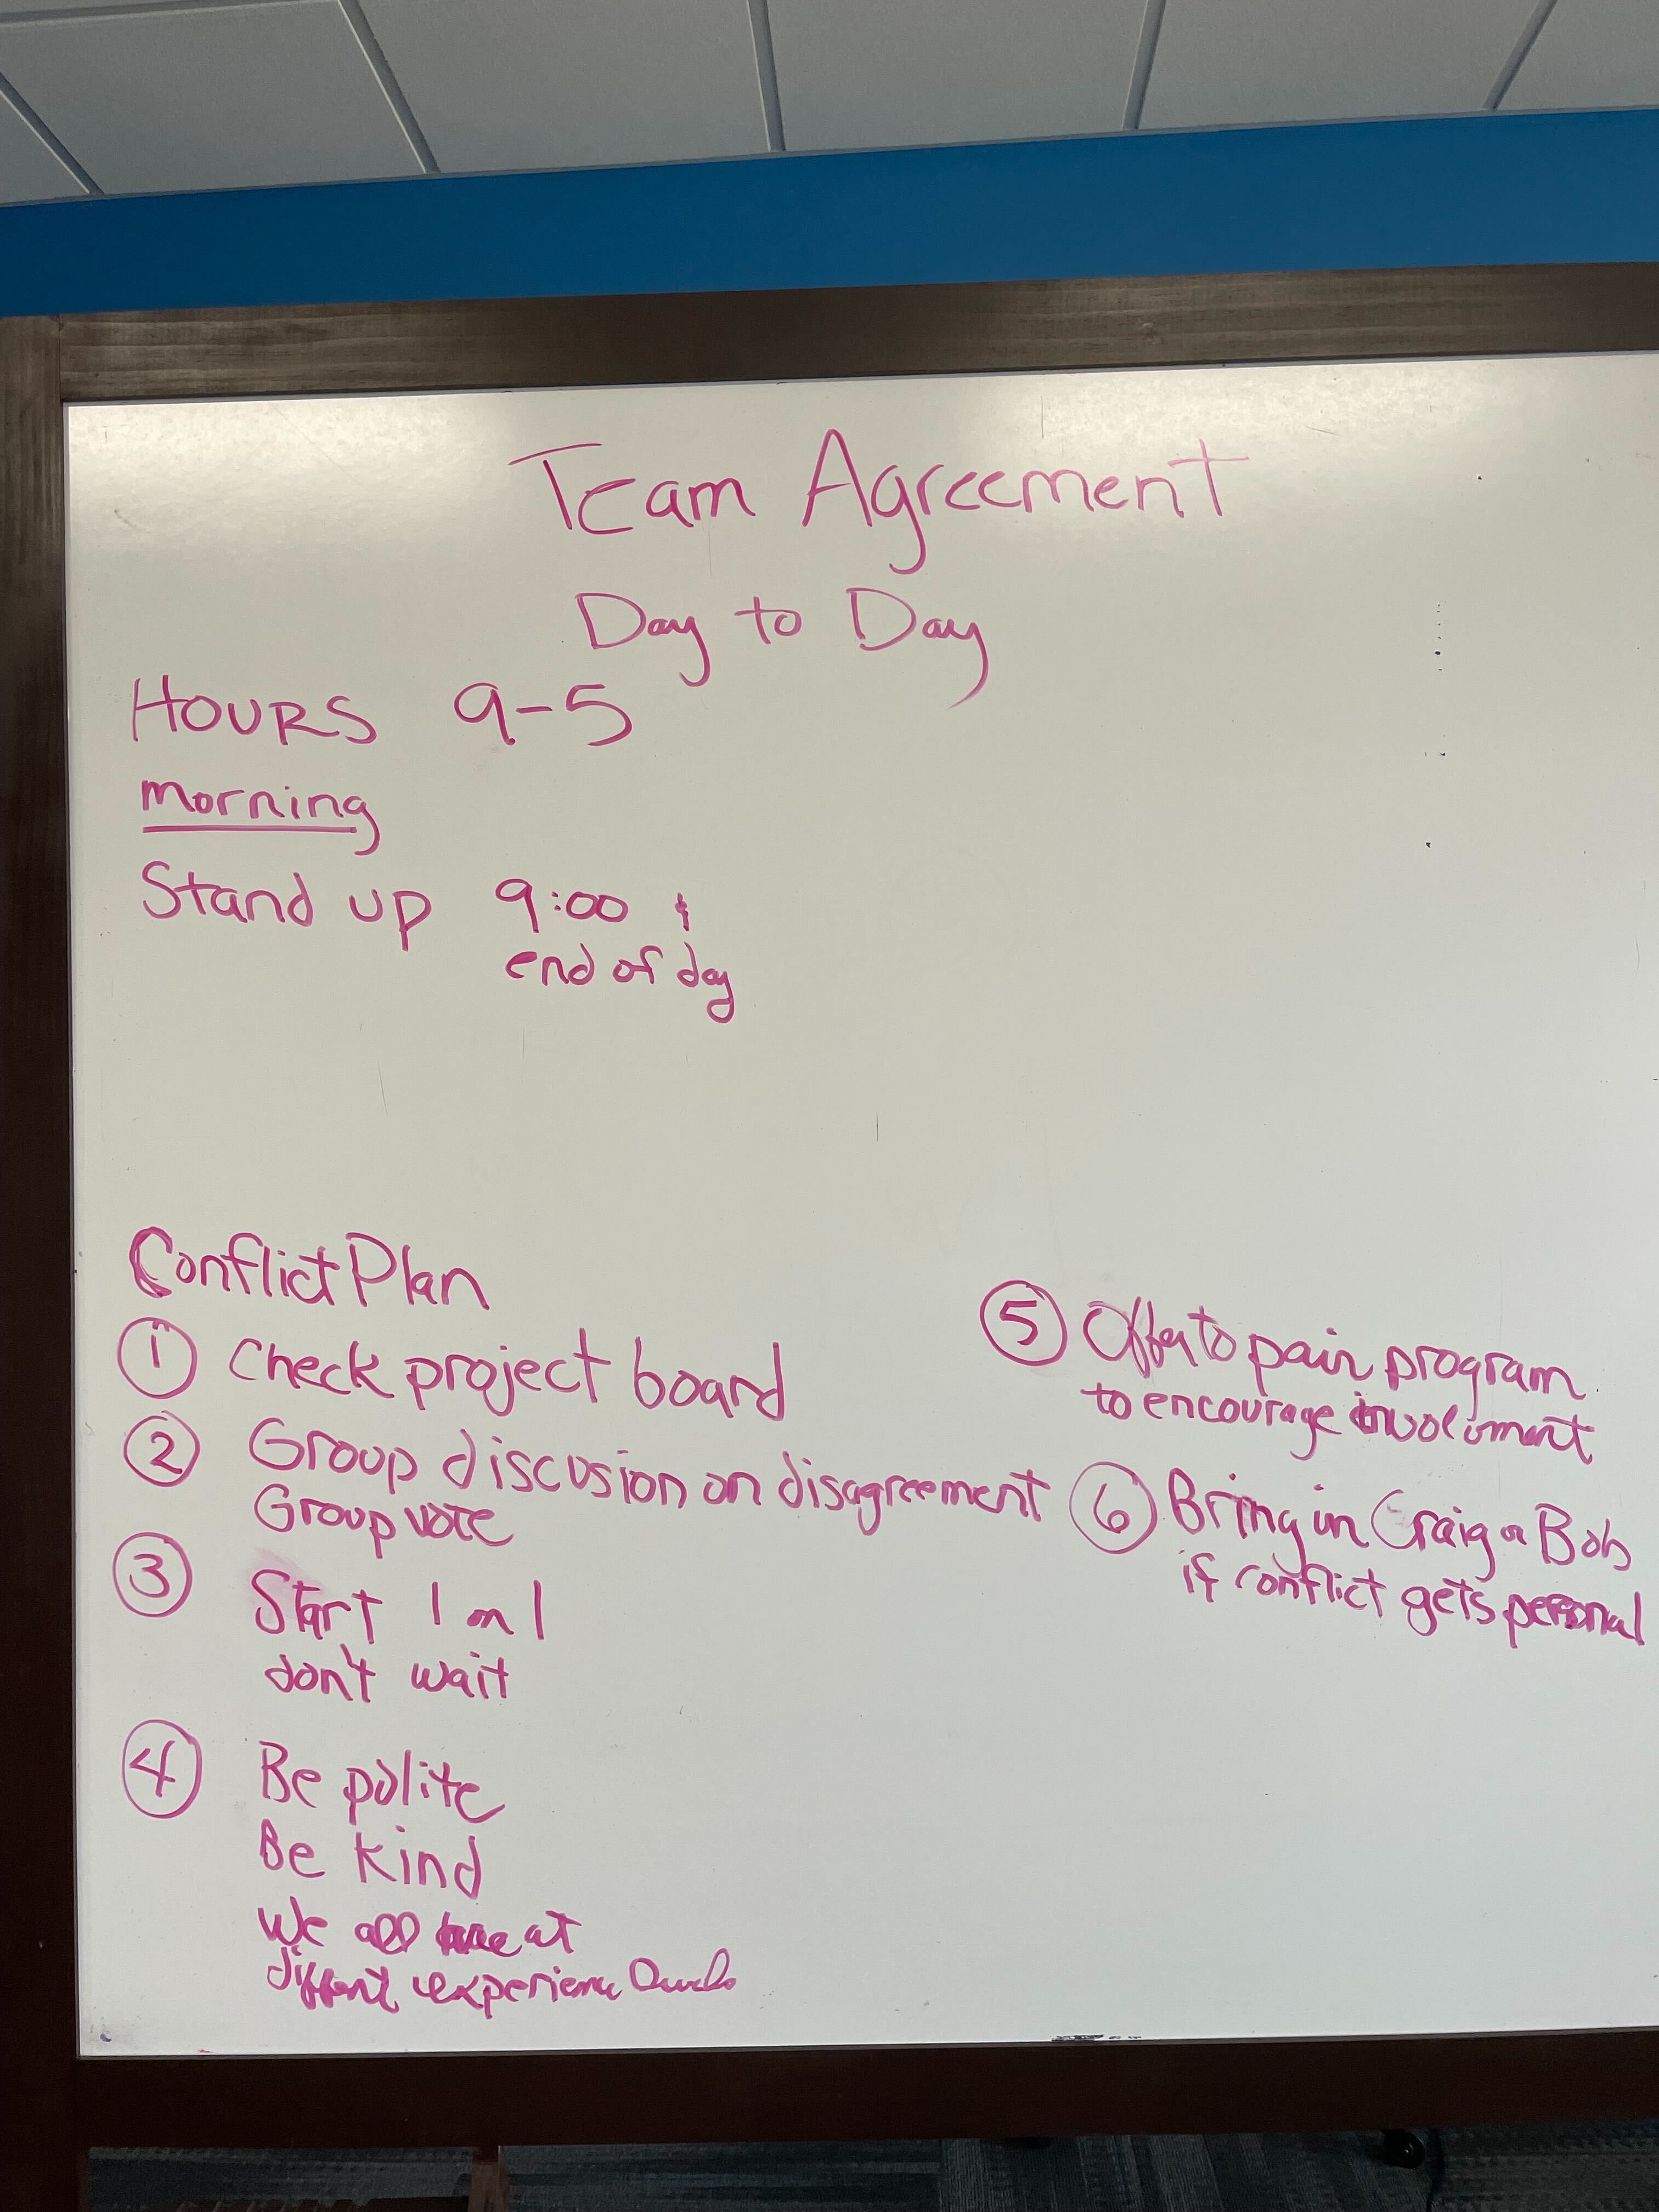 Team Agreement
Day to Day
HOURS 9-5
morning
Stand up 9:00 &
end of day
Conflict Plan
① Check project board
② Group discusion on disagreement
Group vote
③ Start 1 on 1
don't wait
④ Be polite
Be kind
We all are at
diffent experience
⑤ Offer to pair program
to encourage involvment
⑥ Bring in Craig or Bob
if conflict gets personal